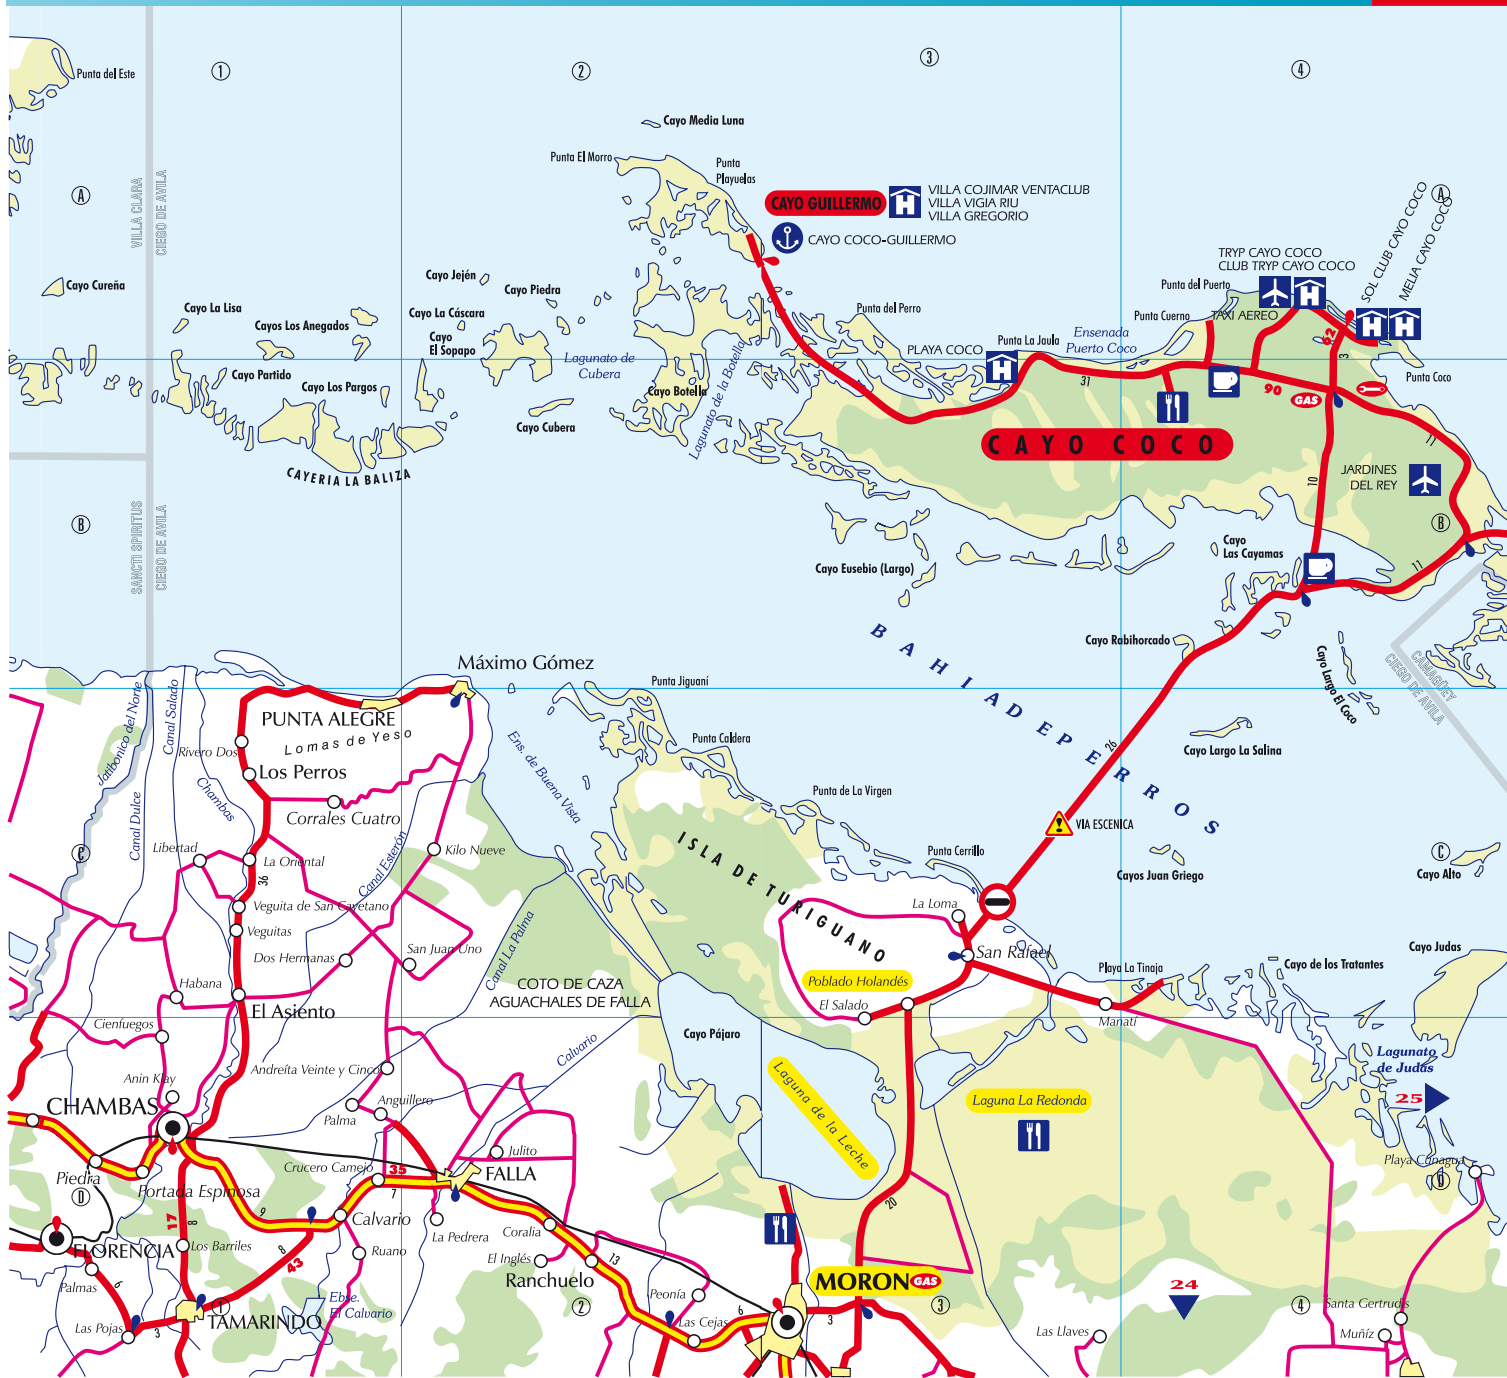 Punta del Este
1
2
3
4
Cayo Media Luna
Punta El Morro
Punta
Playuelas
A
VILLA CLARA
CIEGO DE AVILA
CAYO GUILLERMO
H
VILLA COJIMAR VENTACLUB
VILLA VIGIA RIU
VILLA GREGORIO
CAYO COCO-GUILLERMO
A
SOL CLUB CAYO COCO
MELIA CAYO COCO
TRYP CAYO COCO
CLUB TRYP CAYO COCO
Cayo Cureña
Cayo La Lisa
Cayos Los Anegados
Cayo Jején
Cayo Piedra
Cayo La Cáscara
Cayo
El Sopapo
Lagunato de
Cubera
Cayo Partido
Cayo Los Pargos
Cayo Cubera
Cayo Botella
Lagunato de la Botella
CAYERIA LA BALIZA
Punta del Perro
Punta La Jaula
PLAYA COCO
H
Ensenada
Puerto Coco
Punta Cuerno
Punta del Puerto
TAXI AEREO
H
H
H
62
3
Punta Coco
31
90
GAS
CAYO COCO
11
10
JARDINES
DEL REY
B
SANCTI SPIRITUS
CIEGO DE AVILA
B
Cayo
Las Cayamas
11
Cayo Eusebio (Largo)
BAHIA DE PERROS
Cayo Rabihorcado
Cayo Largo El Coco
CAMAGÜEY
CIEGO DE AVILA
Cayo Largo La Salina
26
VIA ESCENICA
Cayos Juan Griego
C
Cayo Alto
Máximo Gómez
PUNTA ALEGRE
Lomas de Yeso
Rivero Dos
Los Perros
Corrales Cuatro
Jatibonico del Norte
Canal Salado
Canal Dulce
Chambas
C
Libertad
La Oriental
36
Canal Esterón
Kilo Nueve
Veguita de San Cayetano
Veguitas
Dos Hermanas
San Juan Uno
Habana
El Asiento
Cienfuegos
Punta Jiguaní
Ens. de Buena Vista
Punta Caldera
Punta de La Virgen
ISLA DE TURIGUANO
Punta Cerrillo
La Loma
San Rafael
Poblado Holandés
El Salado
Playa La Tinaja
Manatí
Cayo de los Tratantes
Cayo Judas
Canal La Palma
COTO DE CAZA
AGUACHALES DE FALLA
Calvario
Cayo Pájaro
Laguna de la Leche
Laguna La Redonda
Lagunato
de Judas
25
Playa Cunagua
D
Andreíta Veinte y Cinco
Anin Klay
CHAMBAS
Palma
Anguillero
Julito
Crucero Camejo
35
7
FALLA
Piedra
D
Portada Espinosa
9
Calvario
La Pedrera
Coralia
17
8
FLORENCIA
Los Barriles
8
43
Ruano
El Inglés
13
Ranchuelo
20
Palmas
6
Ebse.
El Calvario
Peonía
MORON
GAS
24
1
2
3
4
TAMARINDO
Las Pojas
3
Las Cejas
6
3
Las Llaves
Santa Gertrudis
Muñíz